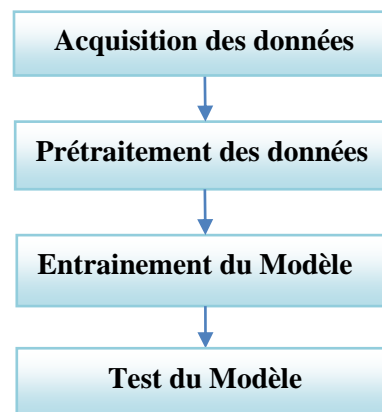 Acquisition des données
Prétraitement des données
Entrainement du Modèle
Test du Modèle